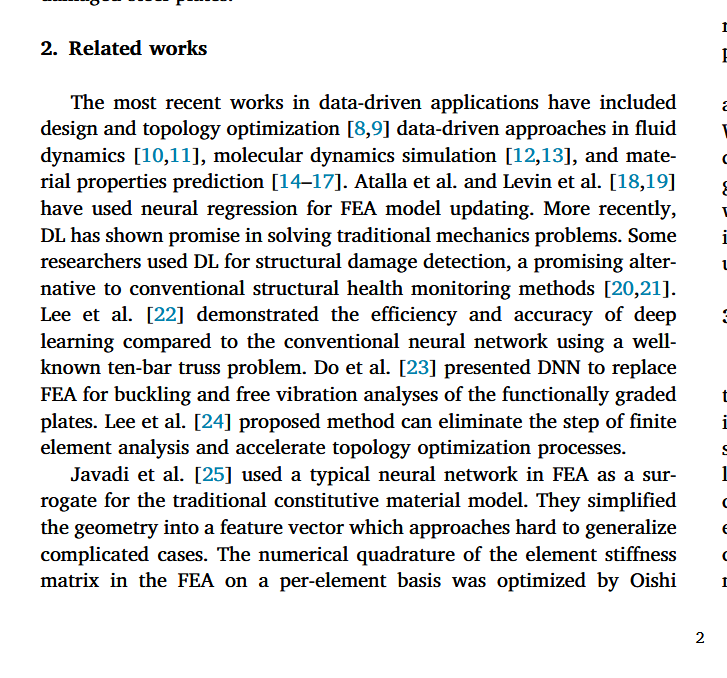 2. Related works
The most recent works in data-driven applications have included
design and topology optimization [8,9] data-driven approaches in fluid
dynamics [10,11], molecular dynamics simulation [12,13], and mate-
rial properties prediction [14–17]. Atalla et al. and Levin et al. [18,19]
have used neural regression for FEA model updating. More recently,
DL has shown promise in solving traditional mechanics problems. Some
researchers used DL for structural damage detection, a promising alter-
native to conventional structural health monitoring methods [20,21].
Lee et al. [22] demonstrated the efficiency and accuracy of deep
learning compared to the conventional neural network using a well-
known ten-bar truss problem. Do et al. [23] presented DNN to replace
FEA for buckling and free vibration analyses of the functionally graded
plates. Lee et al. [24] proposed method can eliminate the step of finite
element analysis and accelerate topology optimization processes.
Javadi et al. [25] used a typical neural network in FEA as a sur-
rogate for the traditional constitutive material model. They simplified
the geometry into a feature vector which approaches hard to generalize
complicated cases. The numerical quadrature of the element stiffness
matrix in the FEA on a per-element basis was optimized by Oishi
2